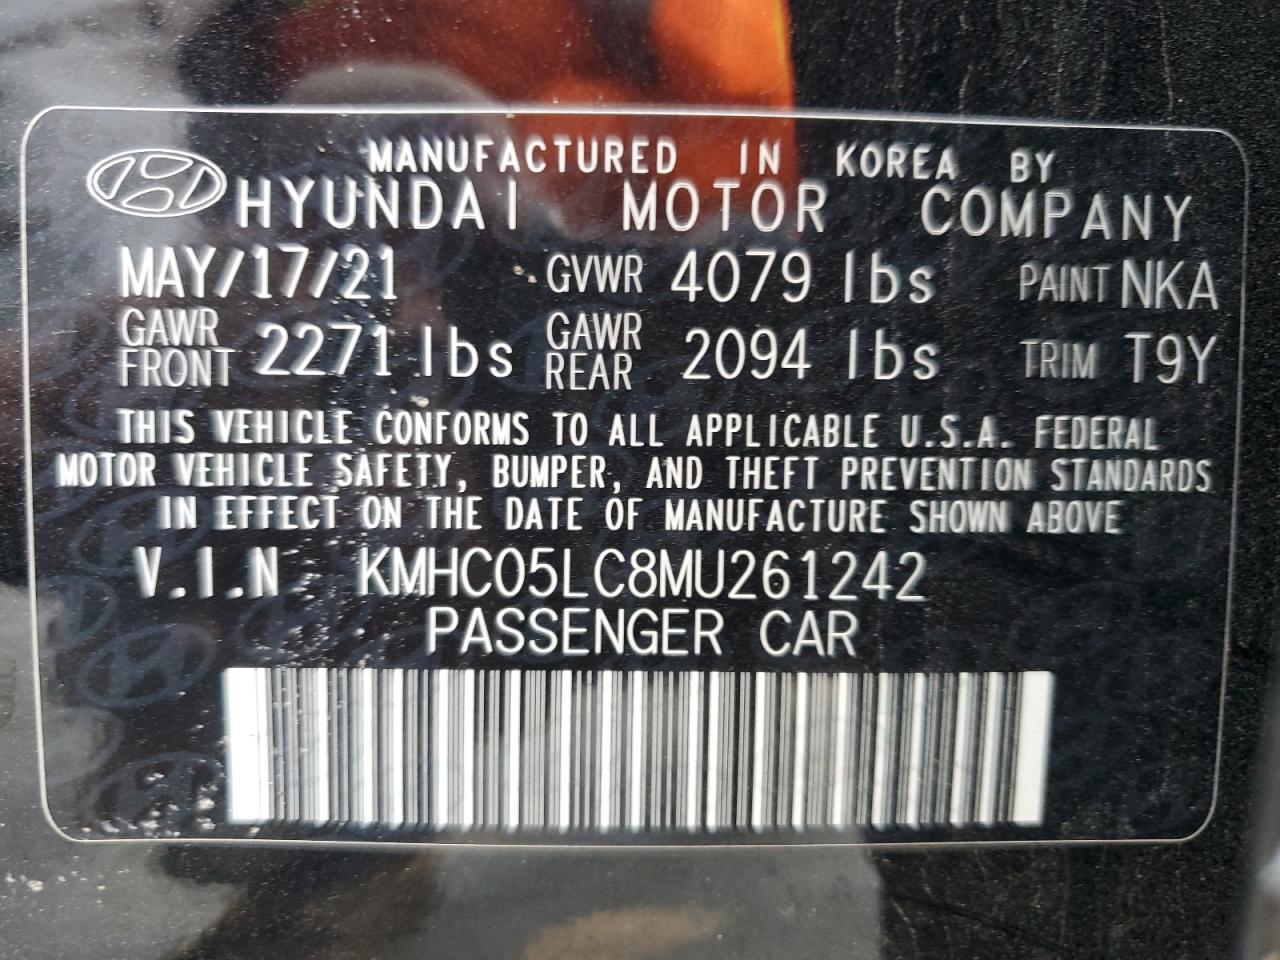 MANUFACTURED IN KOREA BY
HYUNDAI MOTOR COMPANY
MAY/17/21 GVWR 4079 lbs PAINT NKA
GAWR FRONT 2271 lbs GAWR REAR 2094 lbs TRIM T9Y
THIS VEHICLE CONFORMS TO ALL APPLICABLE U.S.A. FEDERAL
MOTOR VEHICLE SAFETY, BUMPER, AND THEFT PREVENTION STANDARDS
IN EFFECT ON THE DATE OF MANUFACTURE SHOWN ABOVE
V.I.N KMHC05LC8MU261242
PASSENGER CAR